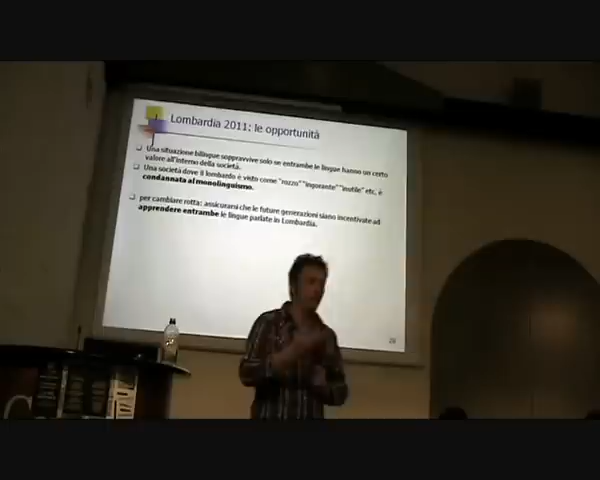 Lombardia 2011: le opportunità
Una situazione bilingue sopravvive solo se entrambe le lingue hanno un certo
valore all'interno della società.
Una società dove il lombardo è visto come "rozzo" "ingorante" "inutile" etc. è
condannata al monolinguismo.
per cambiare rotta: assicurarsi che le future generazioni siano incentivate ad
apprendere entrambe le lingue parlate in Lombardia.